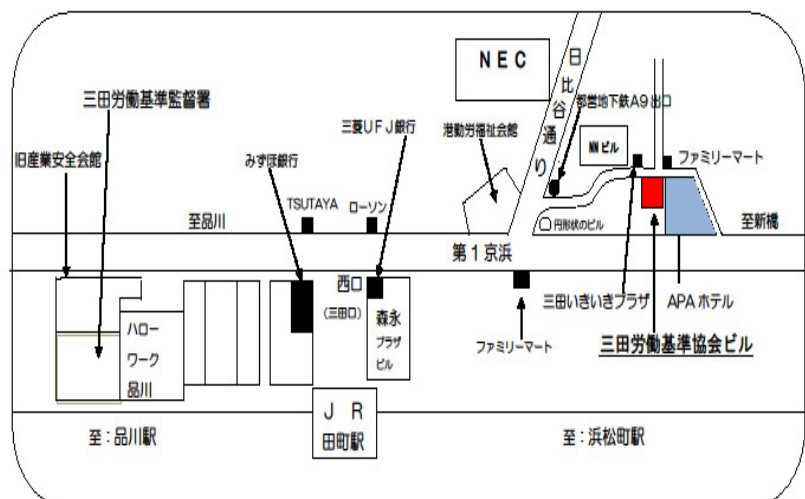 NEC
日比谷通り
三田労働基準監督署
都営地下鉄A9出口
三菱UFJ銀行
港勤労福祉会館
NNビル
ファミリーマート
旧産業安全会館
みずほ銀行
TSUTAYA
ローソン
至品川
円形状のビル
至新橋
第1京浜
西口
(三田口)
三田いきいきプラザ
APAホテル
ハロー
ワーク
品川
森永
プラザ
ビル
ファミリーマート
三田労働基準協会ビル
JR
田町駅
至:品川駅
至:浜松町駅